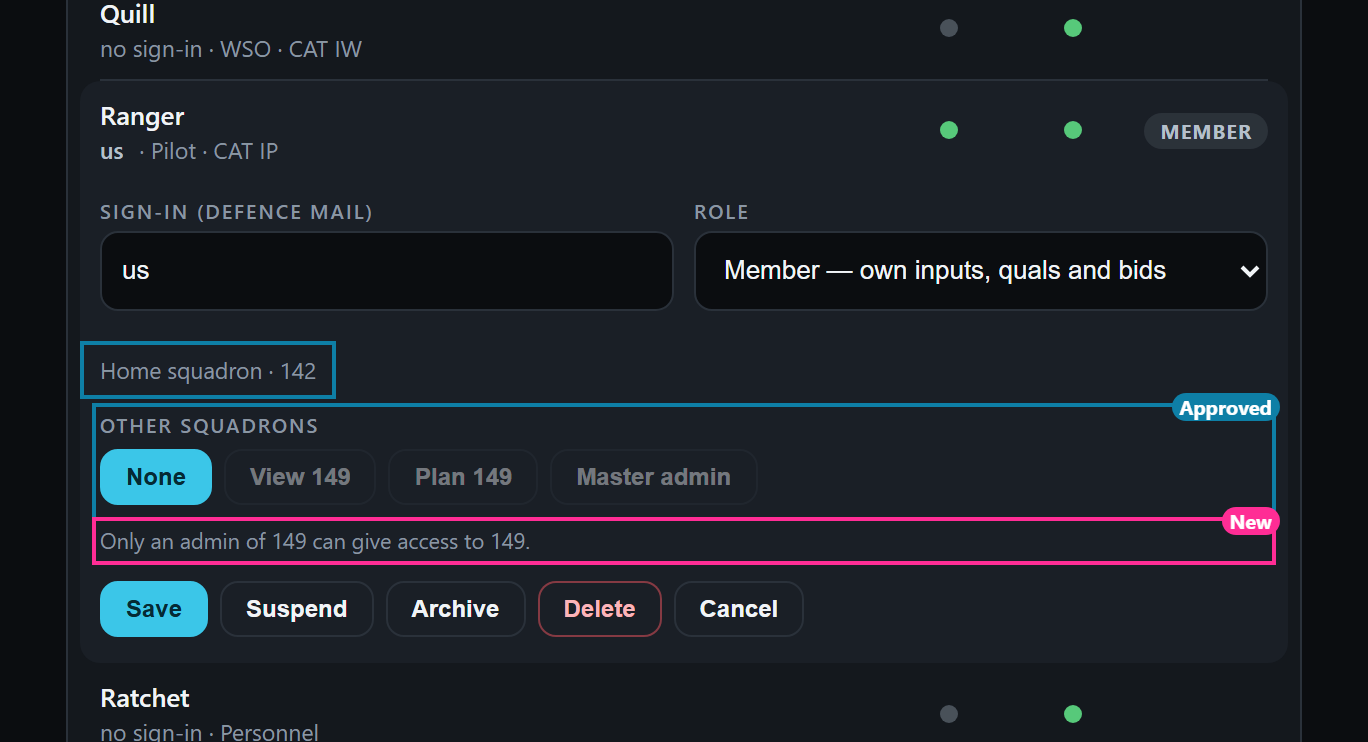 Quill
no sign-in · WSO · CAT IW
Ranger
us · Pilot · CAT IP
MEMBER
SIGN-IN (DEFENCE MAIL)
ROLE
us
Member — own inputs, quals and bids
Home squadron · 142
Approved
OTHER SQUADRONS
None
View 149
Plan 149
Master admin
New
Only an admin of 149 can give access to 149.
Save
Suspend
Archive
Delete
Cancel
Ratchet
no sign-in · Personnel